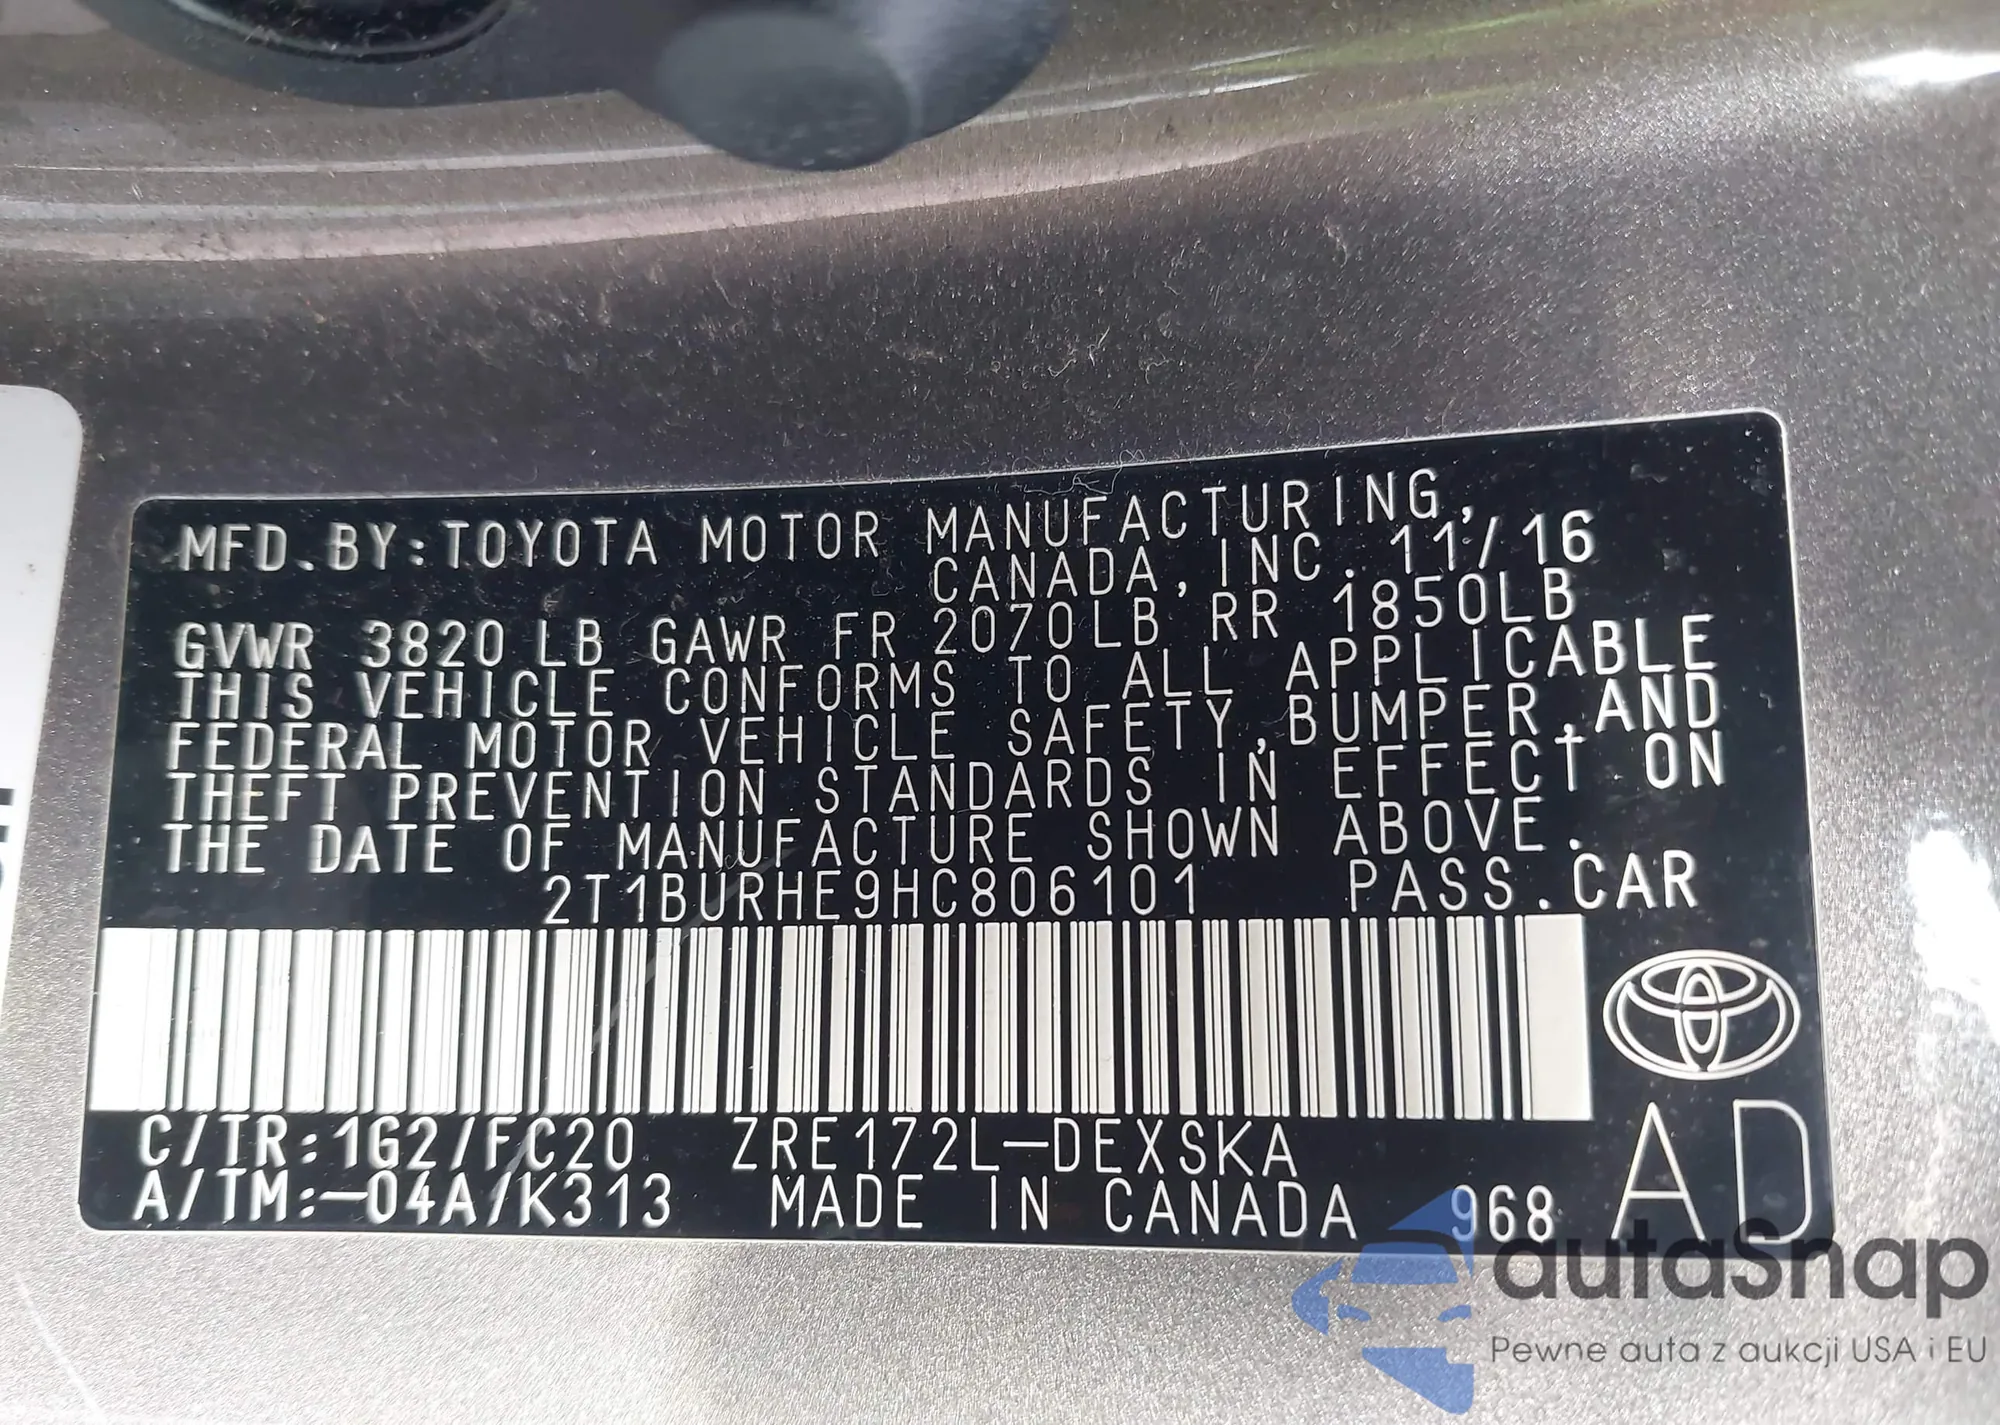 MFD.BY:TOYOTA MOTOR MANUFACTURING,
CANADA,INC. 11/16
GVWR 3820LB GAWR FR 2070LB RR 1850LB
THIS VEHICLE CONFORMS TO ALL APPLICABLE
FEDERAL MOTOR VEHICLE SAFETY,BUMPER,AND
THEFT PREVENTION STANDARDS IN EFFECT ON
THE DATE OF MANUFACTURE SHOWN ABOVE.
2T1BURHE9HC806101 PASS.CAR
C/TR:1G2/FC20 ZRE172L-DEXSKA
A/TM:-04A/K313 MADE IN CANADA 968
AD
autaSnap
Pewne auta z aukcji USA i EU